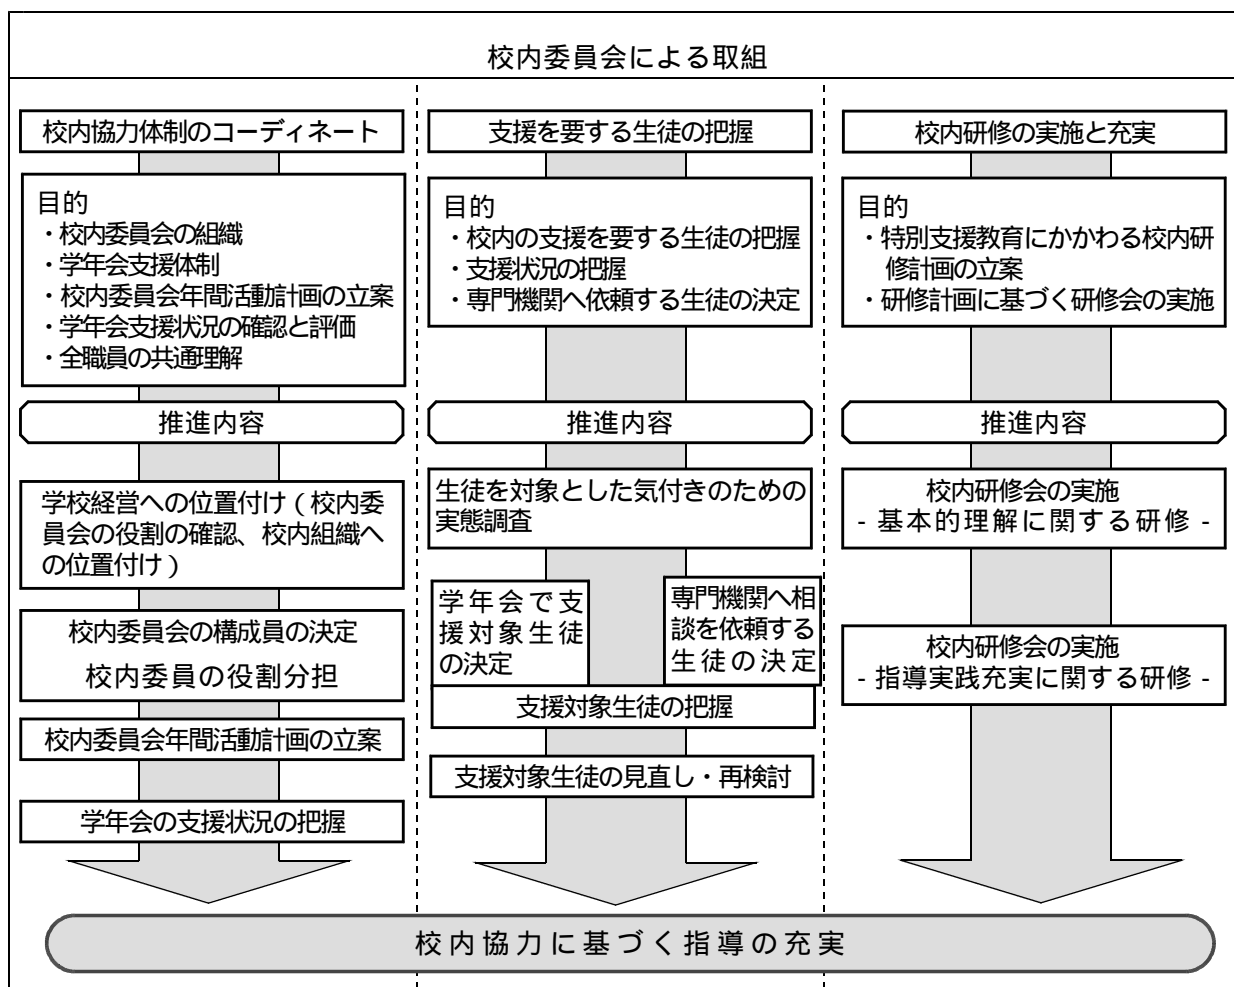 校内委員会による取組
校内協力体制のコーディネート
目的
・校内委員会の組織
・学年会支援体制
・校内委員会年間活動計画の立案
・学年会支援状況の確認と評価
・全職員の共通理解
推進内容
学校経営への位置付け（校内委
員会の役割の確認、校内組織へ
の位置付け）
校内委員会の構成員の決定
校内委員の役割分担
校内委員会年間活動計画の立案
学年会の支援状況の把握
支援を要する生徒の把握
目的
・校内の支援を要する生徒の把握
・支援状況の把握
・専門機関へ依頼する生徒の決定
推進内容
生徒を対象とした気付きのための
実態調査
学年会で支
援対象生徒
の決定
専門機関へ相
談を依頼する
生徒の決定
支援対象生徒の把握
支援対象生徒の見直し・再検討
校内研修の実施と充実
目的
・特別支援教育にかかわる校内研
修計画の立案
・研修計画に基づく研修会の実施
推進内容
校内研修会の実施
- 基本的理解に関する研修 -
校内研修会の実施
- 指導実践充実に関する研修 -
校内協力に基づく指導の充実